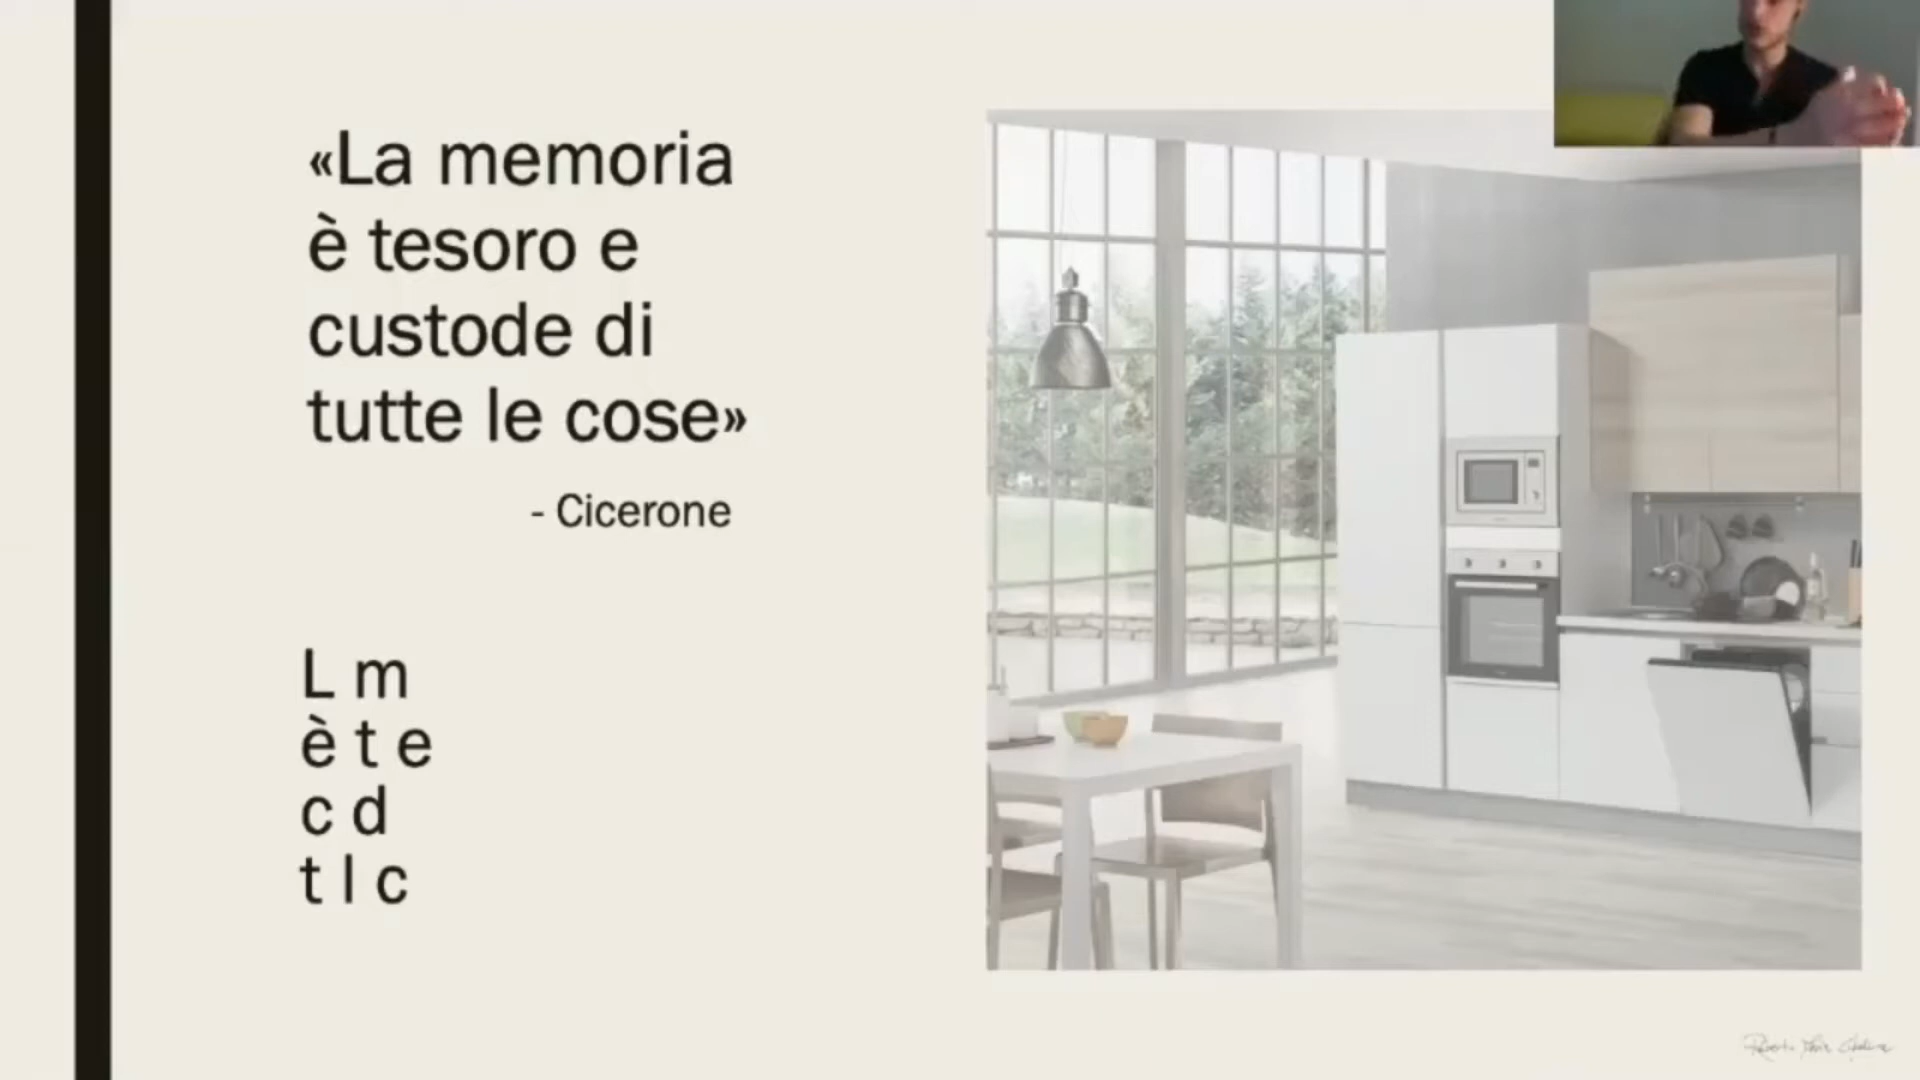 «La memoria
è tesoro e
custode di
tutte le cose»
- Cicerone
L m
è t e
c d
t l c